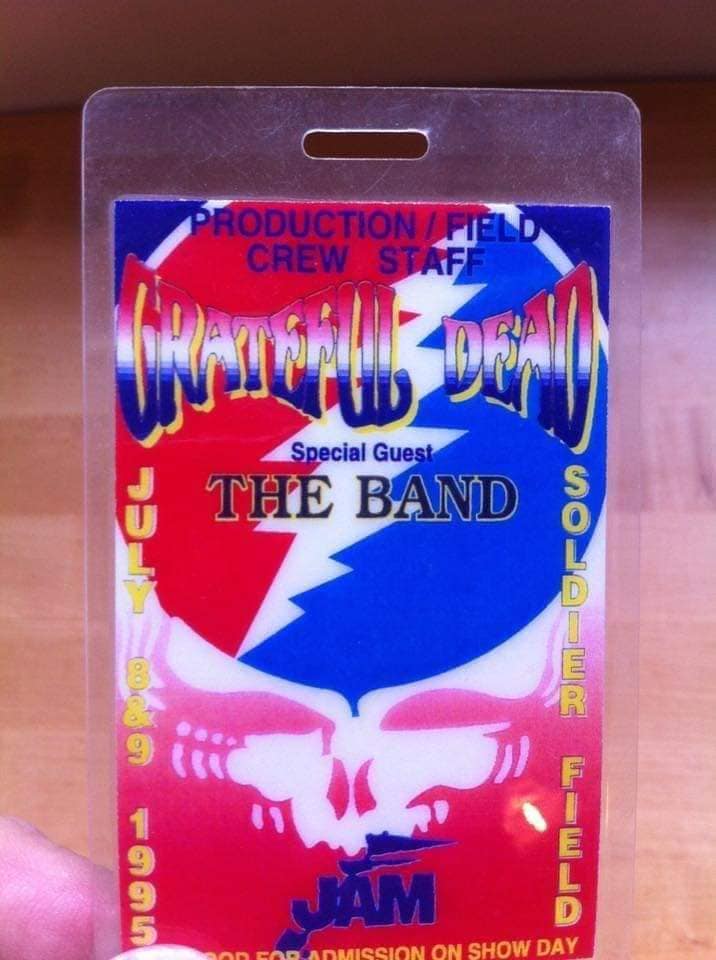 PRODUCTION / FIELD
CREW STAFF
GRATEFUL DEAD
Special Guest
THE BAND
JULY 8&9 1995
SOLDIER FIELD
JAM
FOR ADMISSION ON SHOW DAY